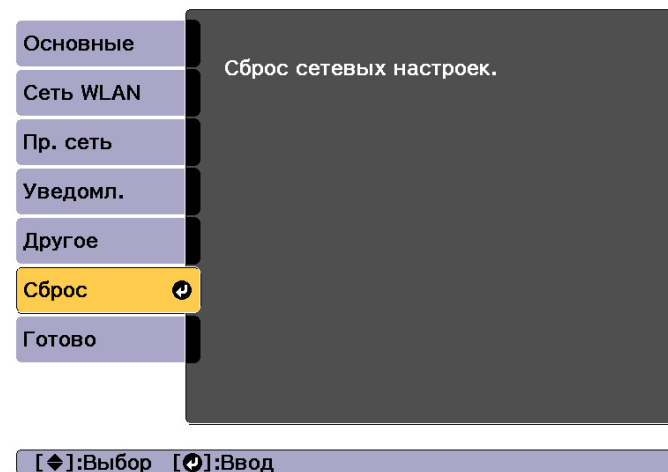 Основные
Сеть WLAN
Пр. сеть
Уведомл.
Другое
Сброс
Готово
Сброс сетевых настроек.
[◆]:Выбор [↵]:Ввод